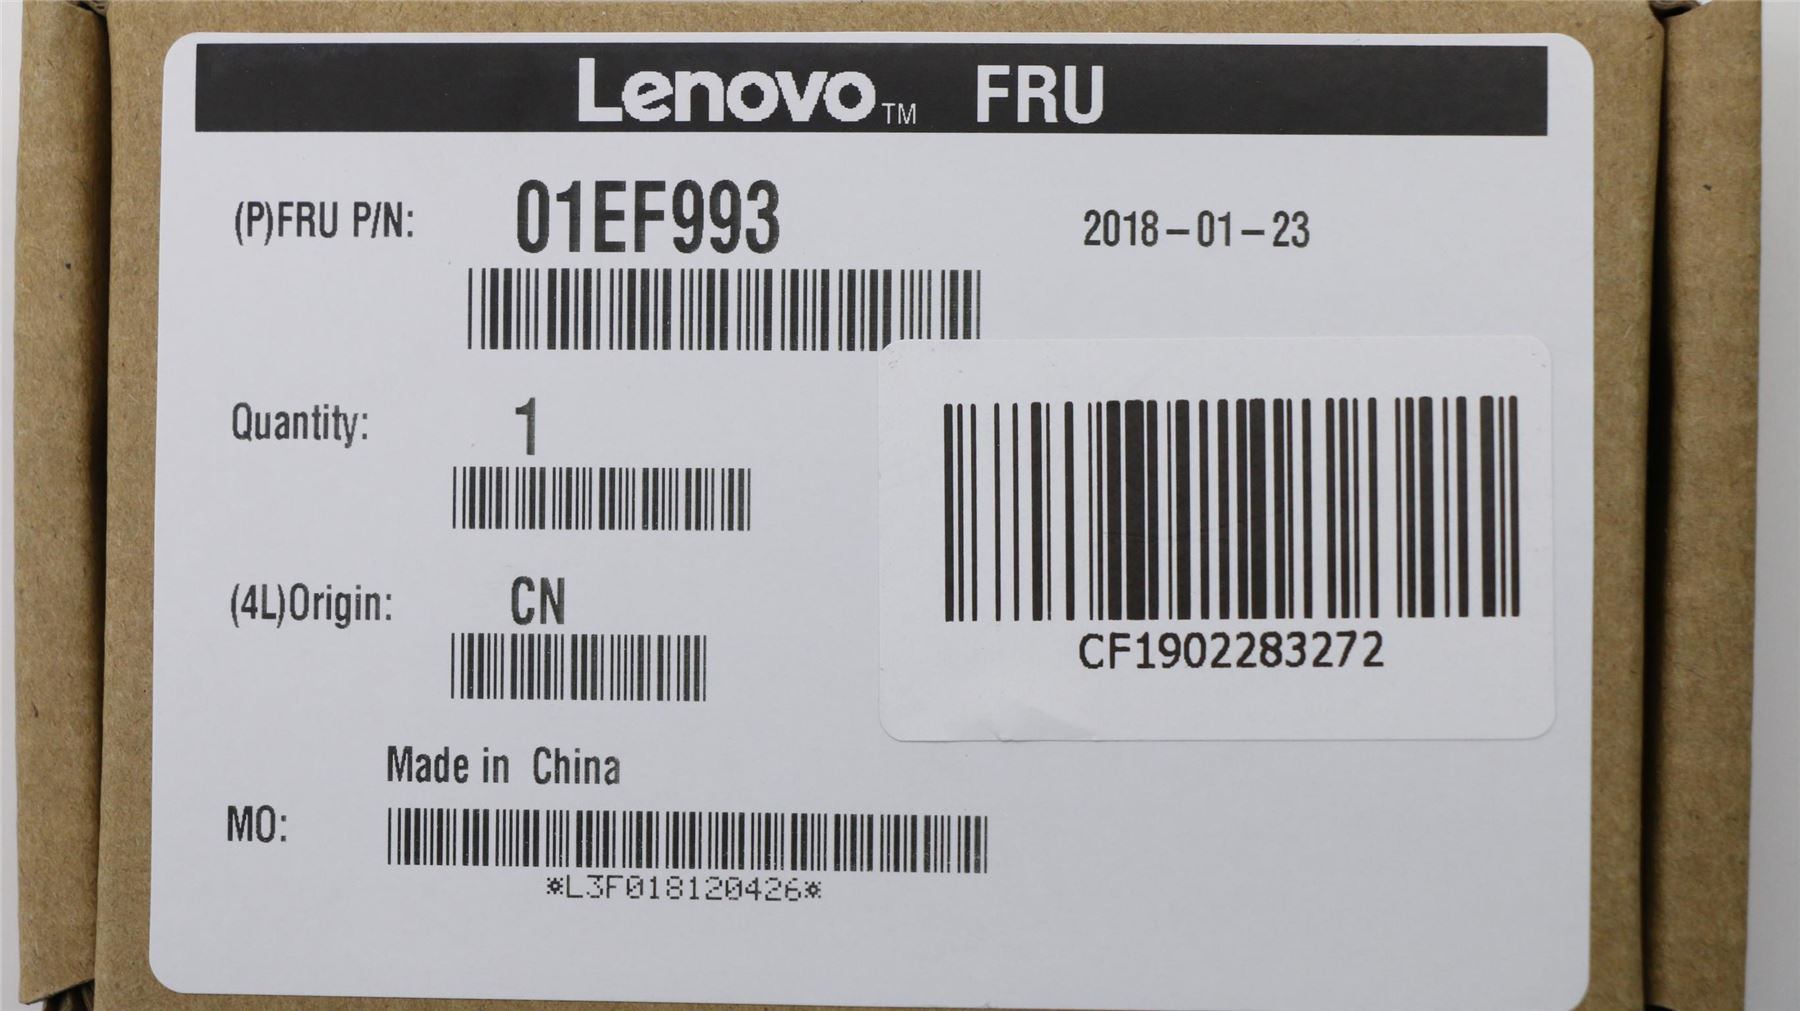 Lenovo™ FRU
(P)FRU P/N: 01EF993 2018-01-23
Quantity: 1
(4L)Origin: CN
CF1902283272
Made in China
MO:
*L3F018120426*